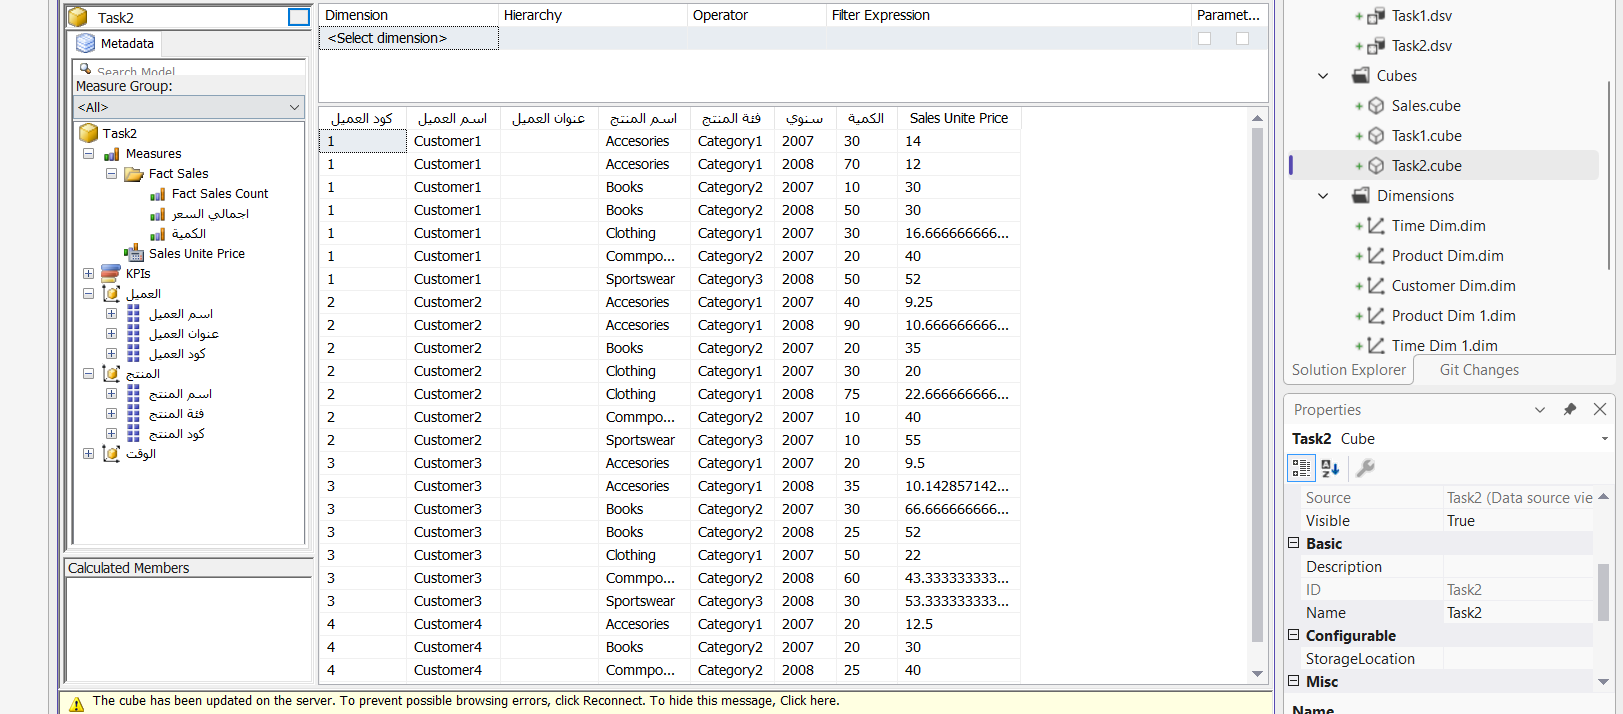 Task2
Metadata
Search Model
Measure Group:
<All>
Task2
Measures
Fact Sales
Fact Sales Count
اجمالي السعر
الكمية
Sales Unite Price
KPIs
العميل
اسم العميل
عنوان العميل
كود العميل
المنتج
اسم المنتج
فئة المنتج
كود المنتج
الوقت
Calculated Members
Dimension Hierarchy Operator Filter Expression Paramet...
<Select dimension>
كود العميل اسم العميل عنوان العميل اسم المنتج فئة المنتج سنوي الكمية Sales Unite Price
1 Customer1 Accesories Category1 2007 30 14
1 Customer1 Accesories Category1 2008 70 12
1 Customer1 Books Category2 2007 10 30
1 Customer1 Books Category2 2008 50 30
1 Customer1 Clothing Category1 2007 30 16.666666666...
1 Customer1 Commpo... Category2 2007 20 40
1 Customer1 Sportswear Category3 2008 50 52
2 Customer2 Accesories Category1 2007 40 9.25
2 Customer2 Accesories Category1 2008 90 10.666666666...
2 Customer2 Books Category2 2007 20 35
2 Customer2 Clothing Category1 2007 30 20
2 Customer2 Clothing Category1 2008 75 22.666666666...
2 Customer2 Commpo... Category2 2007 10 40
2 Customer2 Sportswear Category3 2007 10 55
3 Customer3 Accesories Category1 2007 20 9.5
3 Customer3 Accesories Category1 2008 35 10.142857142...
3 Customer3 Books Category2 2007 30 66.666666666...
3 Customer3 Books Category2 2008 25 52
3 Customer3 Clothing Category1 2007 50 22
3 Customer3 Commpo... Category2 2008 60 43.333333333...
3 Customer3 Sportswear Category3 2008 30 53.333333333...
4 Customer4 Accesories Category1 2007 20 12.5
4 Customer4 Books Category2 2007 20 30
4 Customer4 Commpo... Category2 2008 25 40
The cube has been updated on the server. To prevent possible browsing errors, click Reconnect. To hide this message, Click here.
Task1.dsv
Task2.dsv
Cubes
Sales.cube
Task1.cube
Task2.cube
Dimensions
Time Dim.dim
Product Dim.dim
Customer Dim.dim
Product Dim 1.dim
Time Dim 1.dim
Solution Explorer Git Changes
Properties
Task2 Cube
Source Task2 (Data source vie
Visible True
Basic
Description
ID Task2
Name Task2
Configurable
StorageLocation
Misc
Name